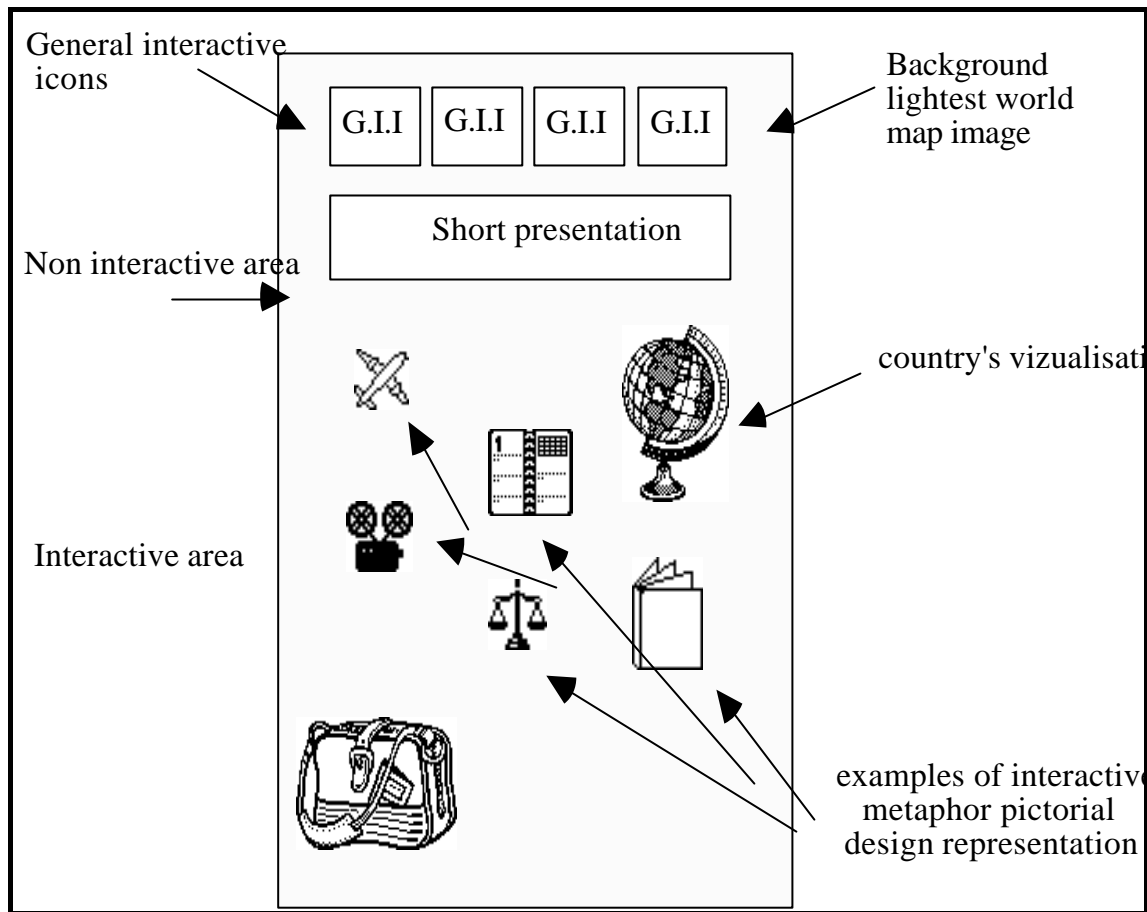 General interactive
icons
G.I.I G.I.I G.I.I G.I.I
Background
lightest world
map image
Short presentation
Non interactive area
country's vizualisati
1
Interactive area
examples of interactive
metaphor pictorial
design representation